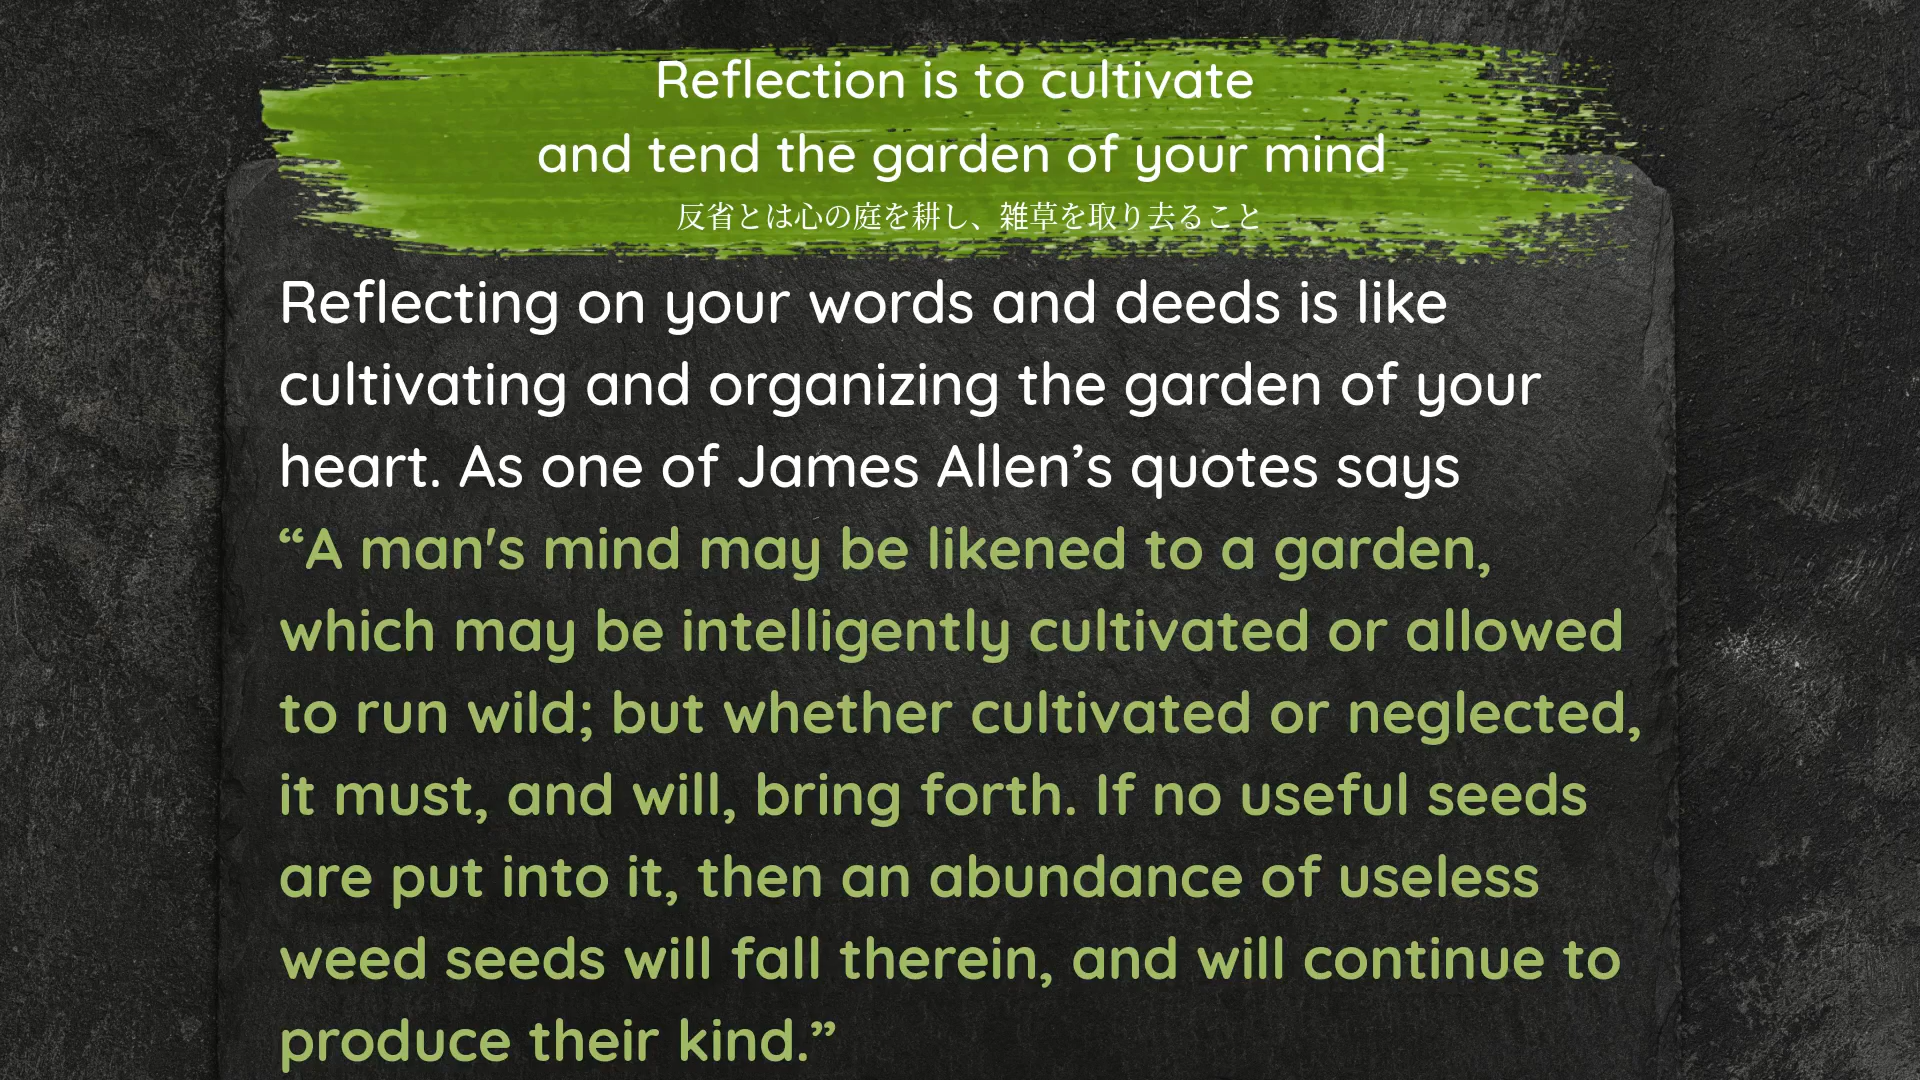 Reflection is to cultivate
and tend the garden of your mind
反省とは心の庭を耕し、雑草を取り去ること
Reflecting on your words and deeds is like
cultivating and organizing the garden of your
heart. As one of James Allen’s quotes says
“A man's mind may be likened to a garden,
which may be intelligently cultivated or allowed
to run wild; but whether cultivated or neglected,
it must, and will, bring forth. If no useful seeds
are put into it, then an abundance of useless
weed seeds will fall therein, and will continue to
produce their kind.”